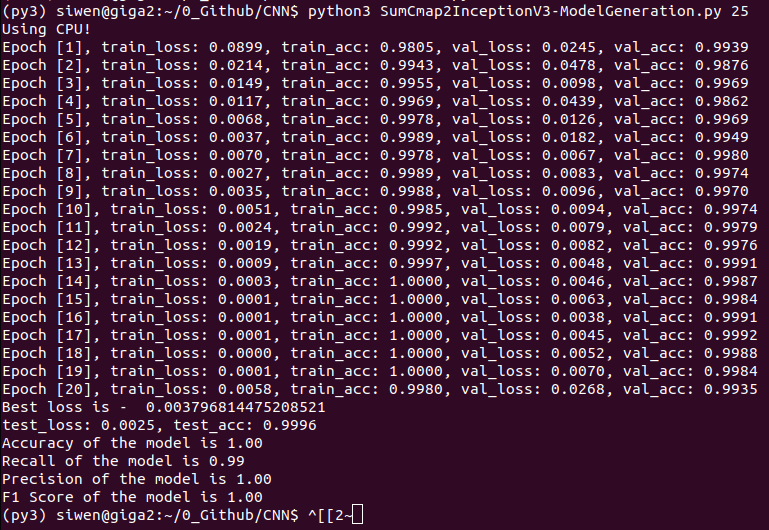 (py3) siwen@giga2:~/0_Github/CNN$ python3 SumCmap2InceptionV3-ModelGeneration.py 25
Using CPU!
Epoch [1], train_loss: 0.0899, train_acc: 0.9805, val_loss: 0.0245, val_acc: 0.9939
Epoch [2], train_loss: 0.0214, train_acc: 0.9943, val_loss: 0.0478, val_acc: 0.9876
Epoch [3], train_loss: 0.0149, train_acc: 0.9955, val_loss: 0.0098, val_acc: 0.9969
Epoch [4], train_loss: 0.0117, train_acc: 0.9969, val_loss: 0.0439, val_acc: 0.9862
Epoch [5], train_loss: 0.0068, train_acc: 0.9978, val_loss: 0.0126, val_acc: 0.9969
Epoch [6], train_loss: 0.0037, train_acc: 0.9989, val_loss: 0.0182, val_acc: 0.9949
Epoch [7], train_loss: 0.0070, train_acc: 0.9978, val_loss: 0.0067, val_acc: 0.9980
Epoch [8], train_loss: 0.0027, train_acc: 0.9989, val_loss: 0.0083, val_acc: 0.9974
Epoch [9], train_loss: 0.0035, train_acc: 0.9988, val_loss: 0.0096, val_acc: 0.9970
Epoch [10], train_loss: 0.0051, train_acc: 0.9985, val_loss: 0.0094, val_acc: 0.9974
Epoch [11], train_loss: 0.0024, train_acc: 0.9992, val_loss: 0.0079, val_acc: 0.9979
Epoch [12], train_loss: 0.0019, train_acc: 0.9992, val_loss: 0.0082, val_acc: 0.9976
Epoch [13], train_loss: 0.0009, train_acc: 0.9997, val_loss: 0.0048, val_acc: 0.9991
Epoch [14], train_loss: 0.0003, train_acc: 1.0000, val_loss: 0.0046, val_acc: 0.9987
Epoch [15], train_loss: 0.0001, train_acc: 1.0000, val_loss: 0.0063, val_acc: 0.9984
Epoch [16], train_loss: 0.0001, train_acc: 1.0000, val_loss: 0.0038, val_acc: 0.9991
Epoch [17], train_loss: 0.0001, train_acc: 1.0000, val_loss: 0.0045, val_acc: 0.9992
Epoch [18], train_loss: 0.0000, train_acc: 1.0000, val_loss: 0.0052, val_acc: 0.9988
Epoch [19], train_loss: 0.0001, train_acc: 1.0000, val_loss: 0.0070, val_acc: 0.9984
Epoch [20], train_loss: 0.0058, train_acc: 0.9980, val_loss: 0.0268, val_acc: 0.9935
Best loss is -  0.003796814475208521
test_loss: 0.0025, test_acc: 0.9996
Accuracy of the model is 1.00
Recall of the model is 0.99
Precision of the model is 1.00
F1 Score of the model is 1.00
(py3) siwen@giga2:~/0_Github/CNN$ ^[[2~